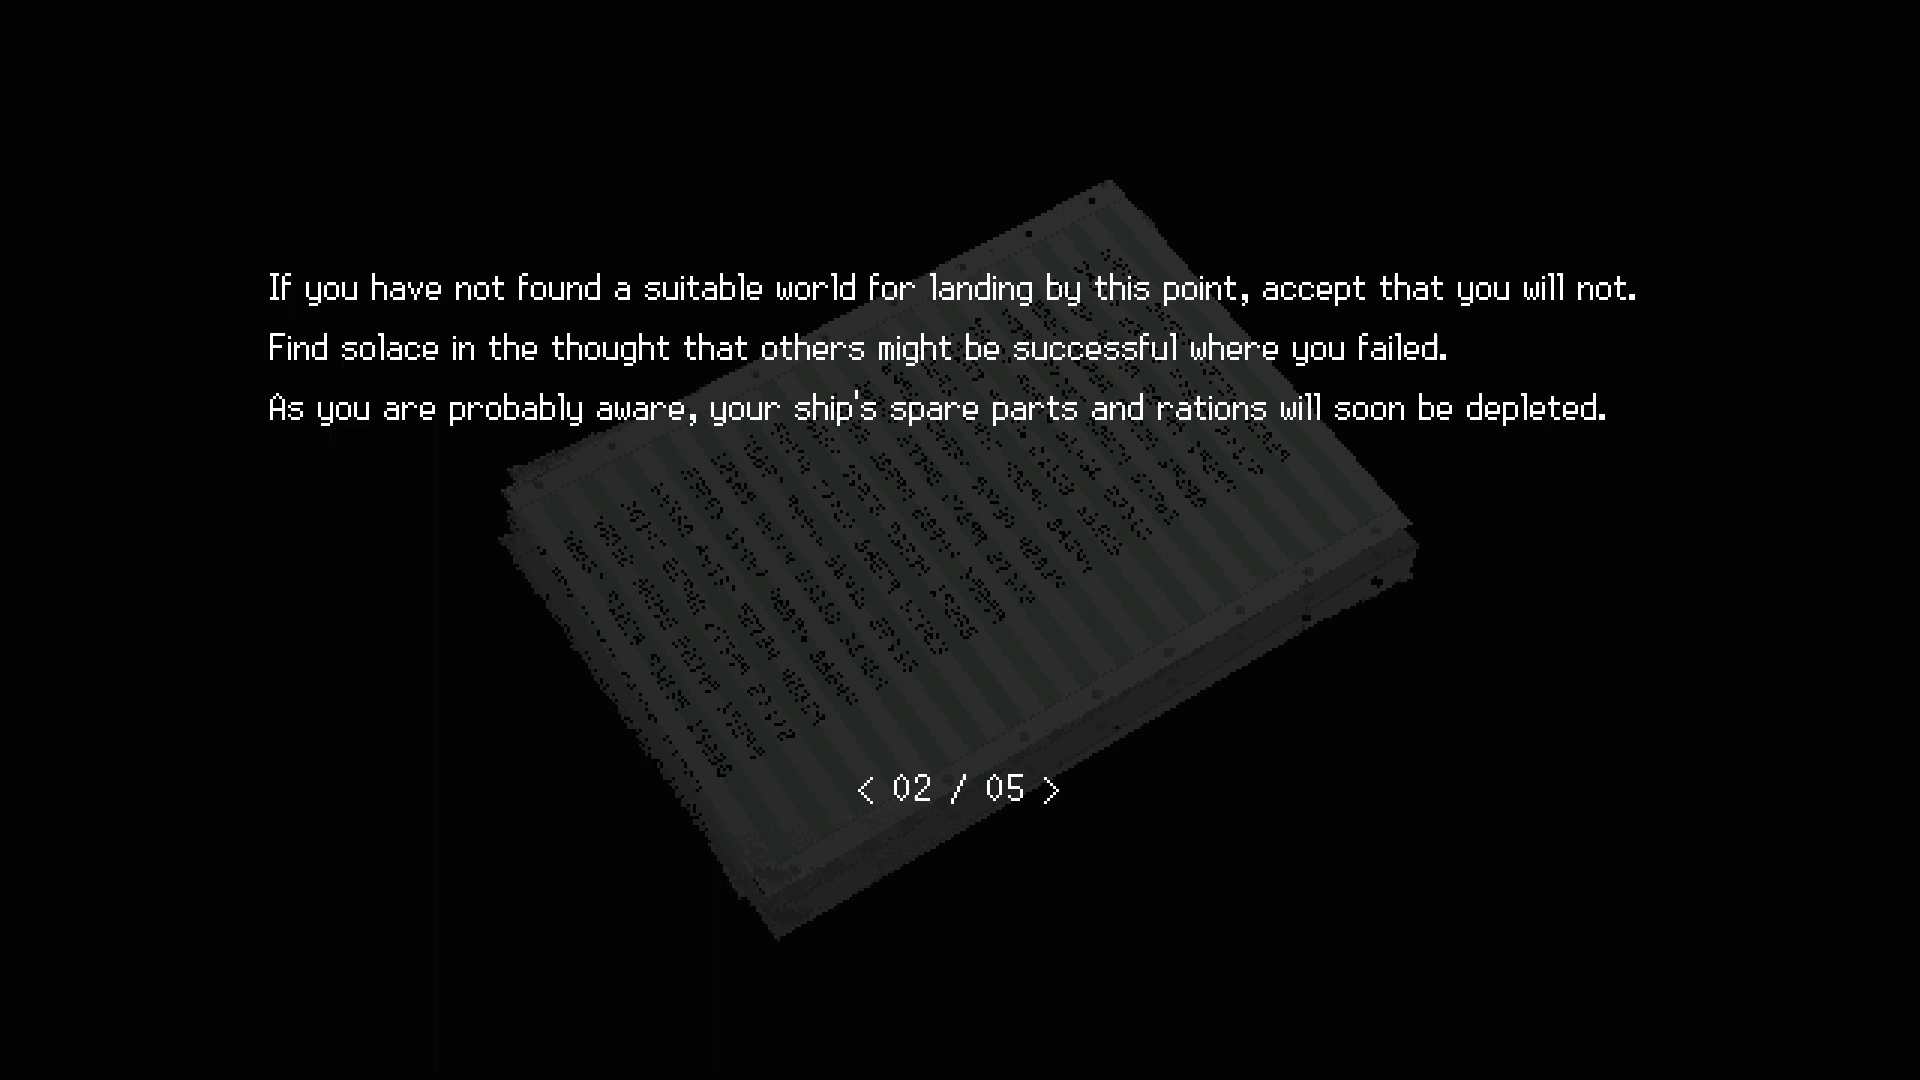 If you have not found a suitable world for landing by this point, accept that you will not.
Find solace in the thought that others might be successful where you failed.
As you are probably aware, your ship's spare parts and rations will soon be depleted.
< 02 / 05 >